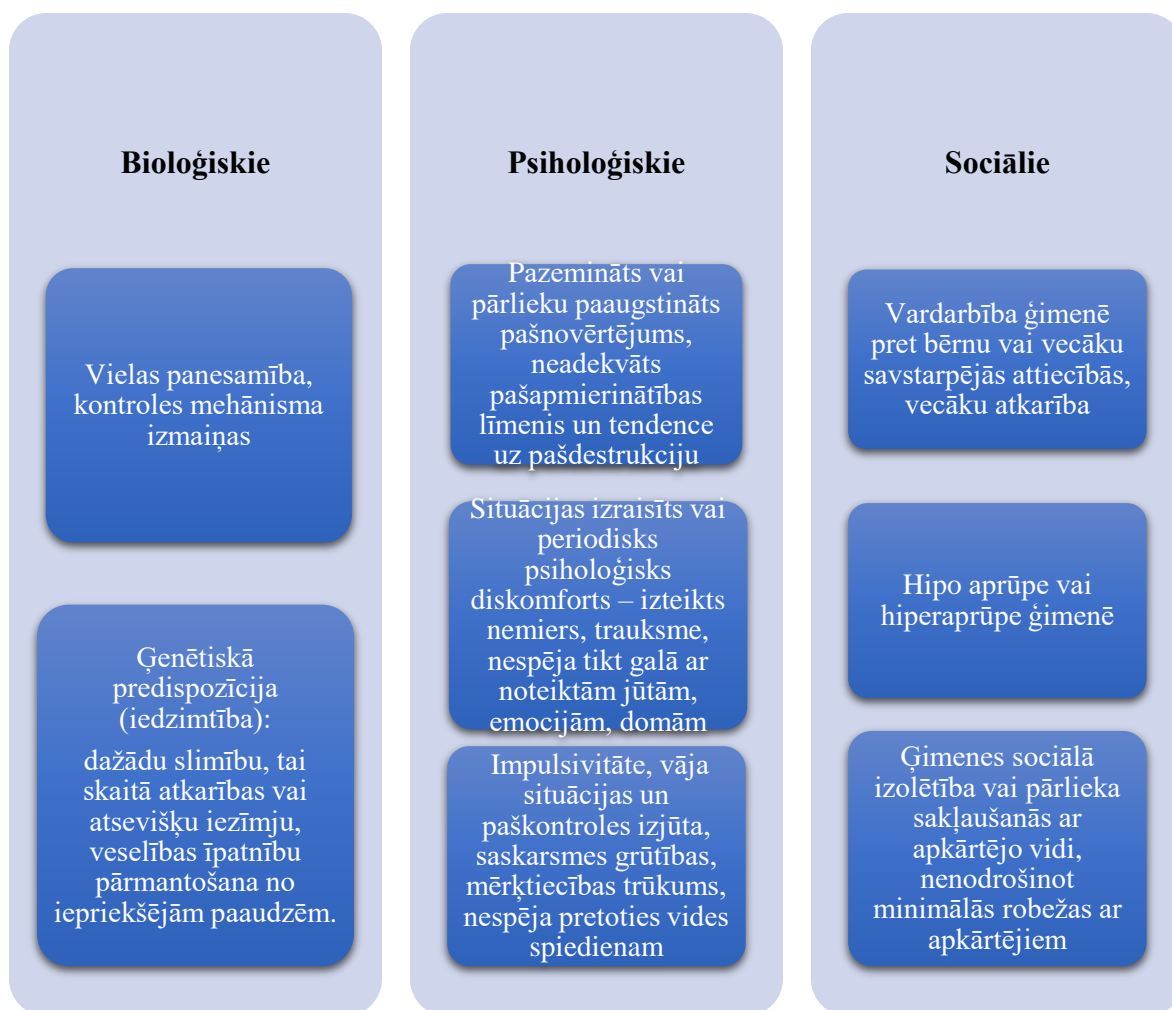 Bioloģiskie
Vielas panesamība,
kontroles mehānisma
izmaiņas
Ģenētiskā
predispozīcija
(iedzimtība):
dažādu slimību, tai
skaitā atkarības vai
atsevišķu iezīmju,
veselības īpatnību
pārmantošana no
iepriekšējām paaudzēm.
Psiholoģiskie
Pazemināts vai
pārlieku paaugstināts
pašnovērtējums,
neadekvāts
pašapmierinātības
līmenis un tendence
uz pašdestrukciju
Situācijas izraisīts vai
periodisks
psiholoģisks
diskomforts – izteikts
nemiers, trauksme,
nespēja tikt galā ar
noteiktām jūtām,
emocijām, domām
Impulsivitāte, vāja
situācijas un
paškontroles izjūta,
saskarsmes grūtības,
mērķtiecības trūkums,
nespēja pretoties vides
spiedienam
Sociālie
Vardarbība ģimenē
pret bērnu vai vecāku
savstarpējās attiecībās,
vecāku atkarība
Hipo aprūpe vai
hiperaprūpe ģimenē
Ģimenes sociālā
izolētība vai pārlieka
sakļaušanās ar
apkārtējo vidi,
nenodrošinot
minimālās robežas ar
apkārtējiem